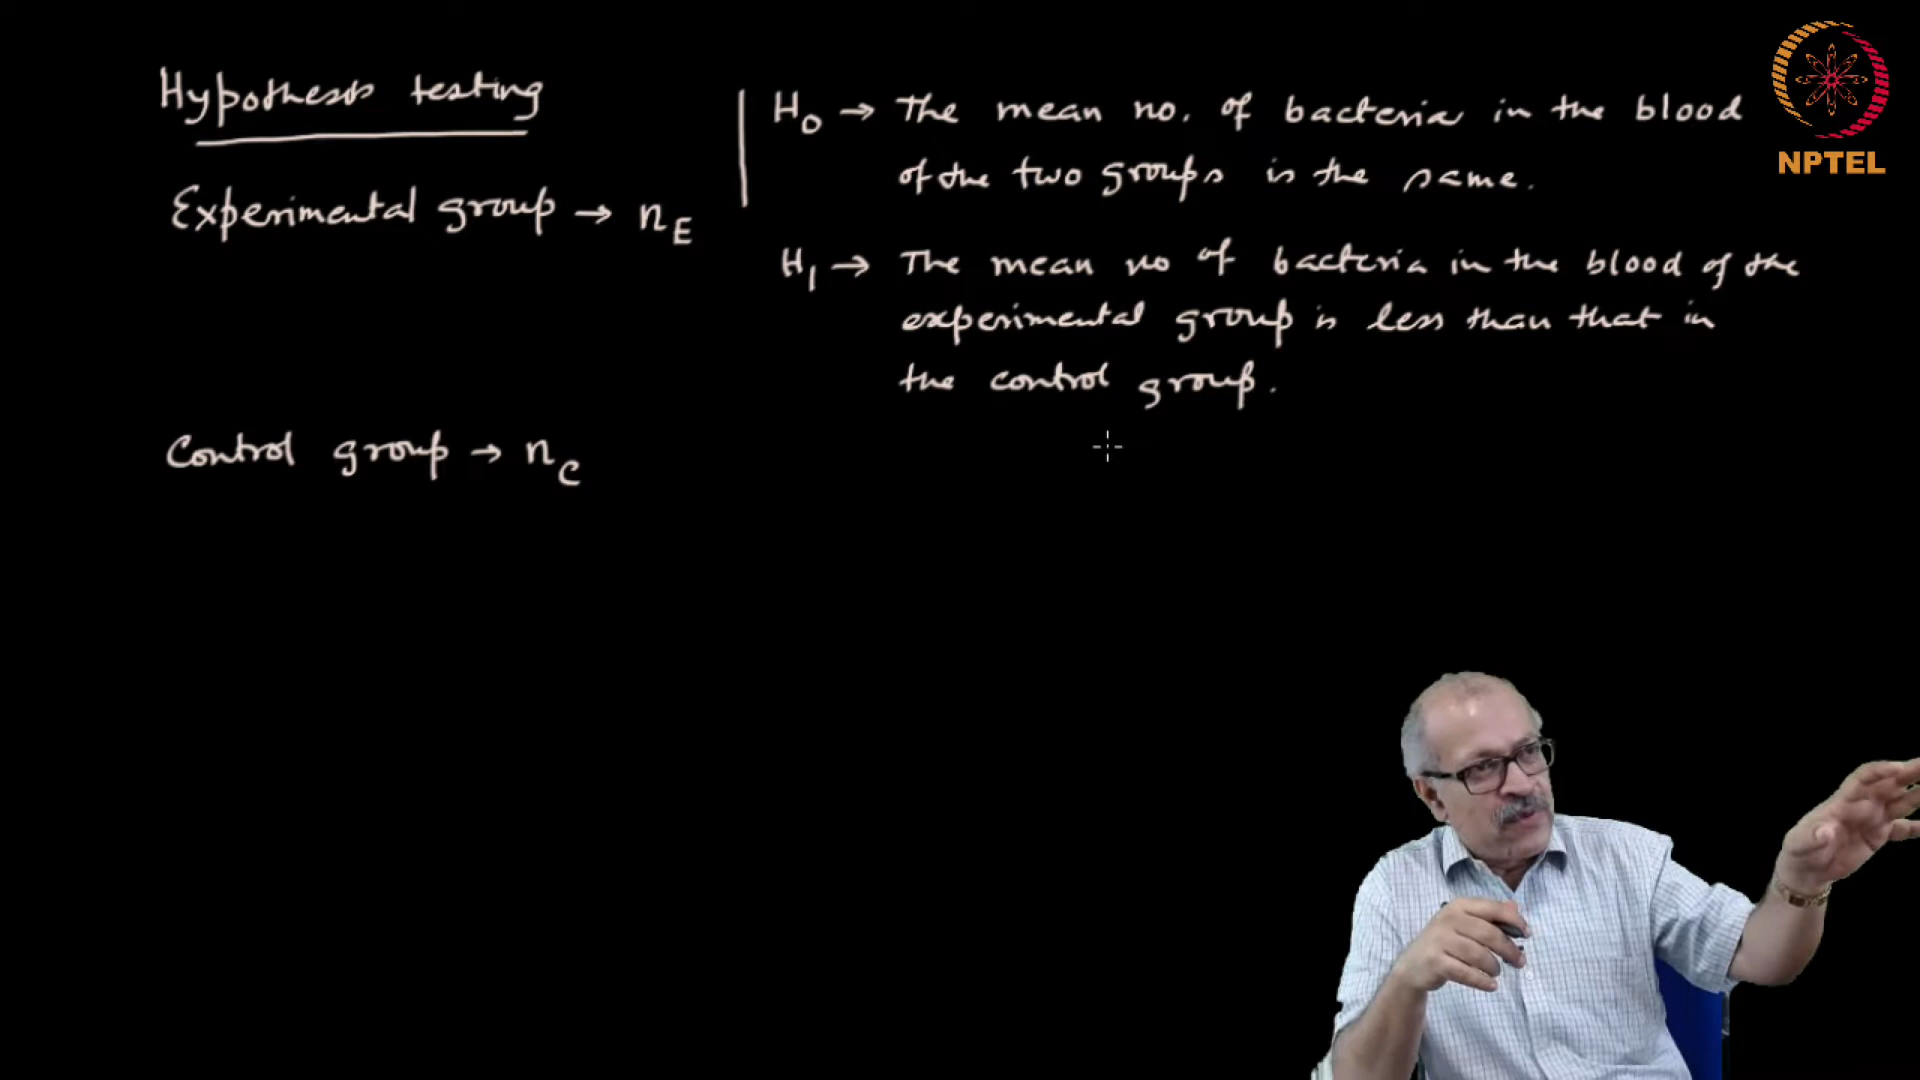 Hypothesis testing
Experimental group → nE
Control group → nC
H0 → The mean no. of bacteria in the blood
of the two groups is the same.
H1 → The mean no of bacteria in the blood of the
experimental group is less than that in
the control group.
NPTEL